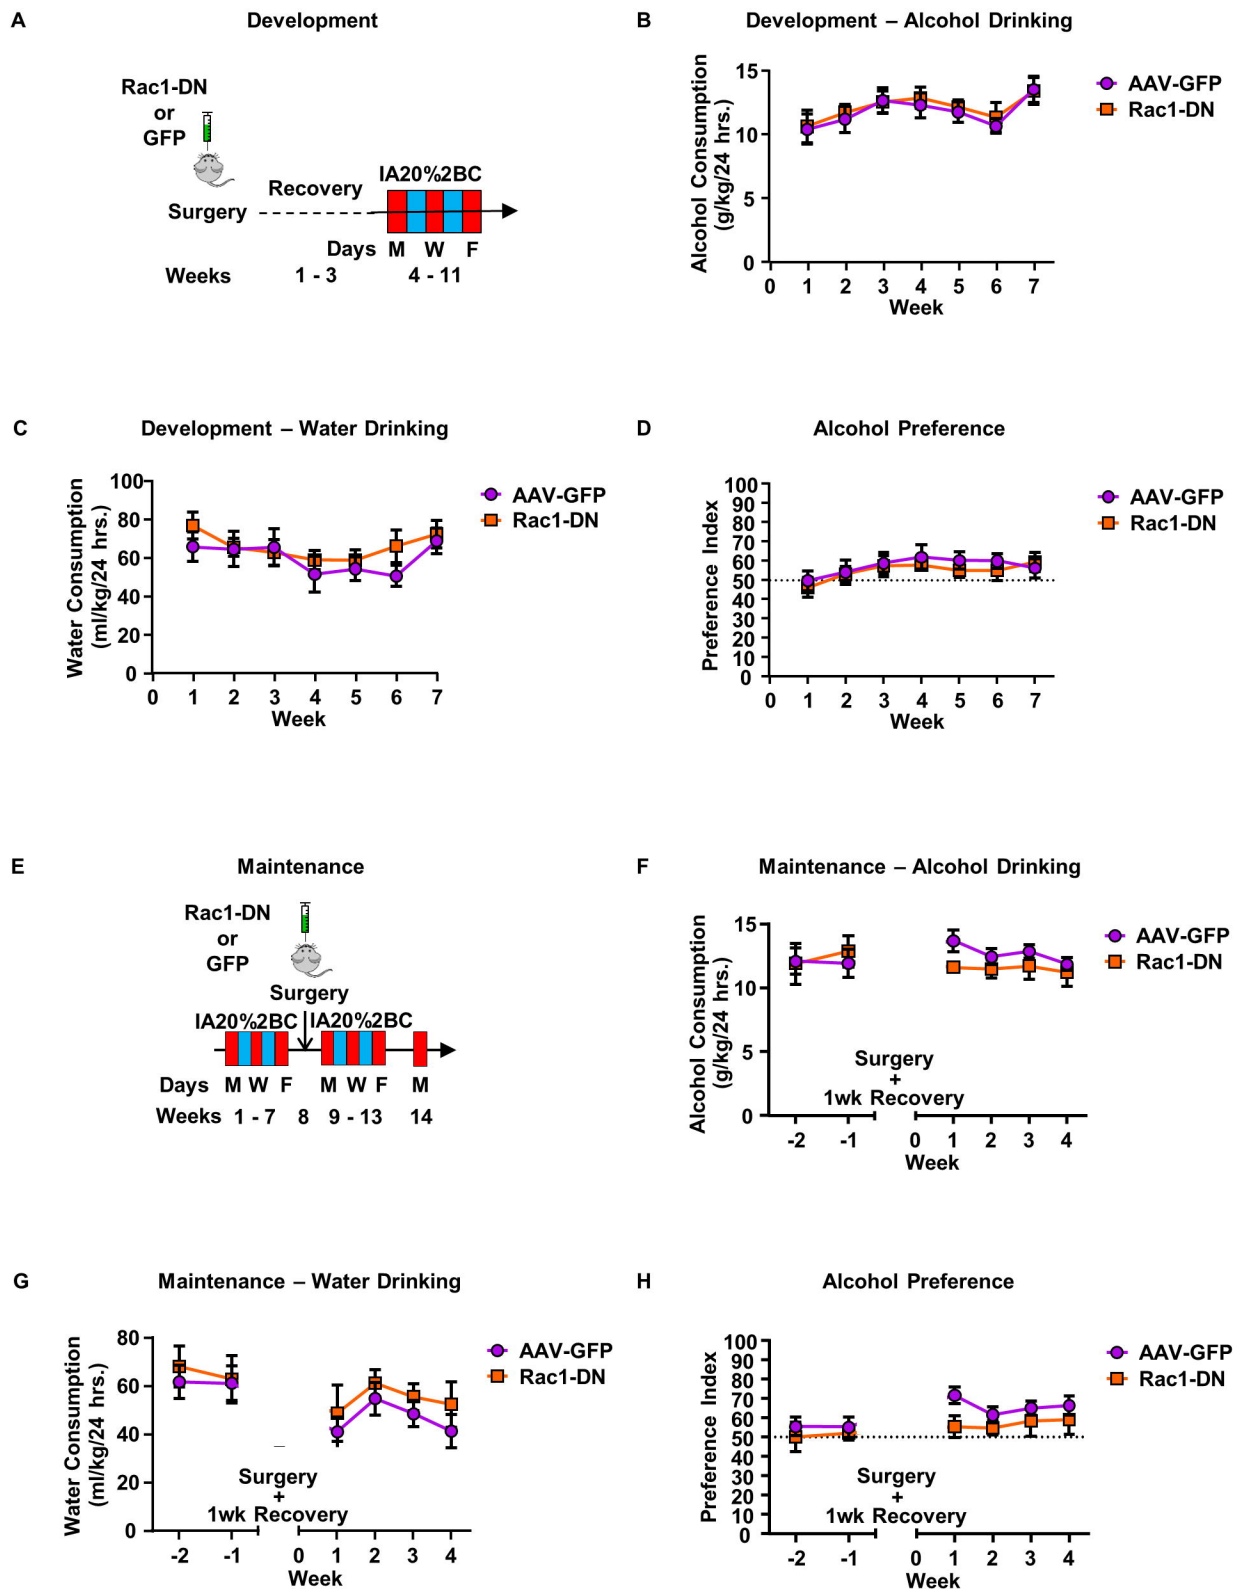 A
Development
Rac1-DN
or
GFP
Surgery
Recovery
IA20%2BC
Days M W F
Weeks 1 - 3 4 - 11
B
Development – Alcohol Drinking
Alcohol Consumption
(g/kg/24 hrs.)
15
10
5
0
0 1 2 3 4 5 6 7
Week
AAV-GFP
Rac1-DN
C
Development – Water Drinking
Water Consumption
(ml/kg/24 hrs.)
100
80
60
40
20
0
0 1 2 3 4 5 6 7
Week
AAV-GFP
Rac1-DN
D
Alcohol Preference
Preference Index
100
90
80
70
60
50
40
30
20
10
0
0 1 2 3 4 5 6 7
Week
AAV-GFP
Rac1-DN
E
Maintenance
Rac1-DN
or
GFP
Surgery
IA20%2BC IA20%2BC
Days M W F M W F M
Weeks 1 - 7 8 9 - 13 14
F
Maintenance – Alcohol Drinking
Alcohol Consumption
(g/kg/24 hrs.)
15
10
5
0
Surgery
+
1wk Recovery
-2 -1 0 1 2 3 4
Week
AAV-GFP
Rac1-DN
G
Maintenance – Water Drinking
Water Consumption
(ml/kg/24 hrs.)
80
60
40
20
0
Surgery
+
1wk Recovery
-2 -1 0 1 2 3 4
Week
AAV-GFP
Rac1-DN
H
Alcohol Preference
Preference Index
100
90
80
70
60
50
40
30
20
10
0
Surgery
+
1wk Recovery
-2 -1 0 1 2 3 4
Week
AAV-GFP
Rac1-DN